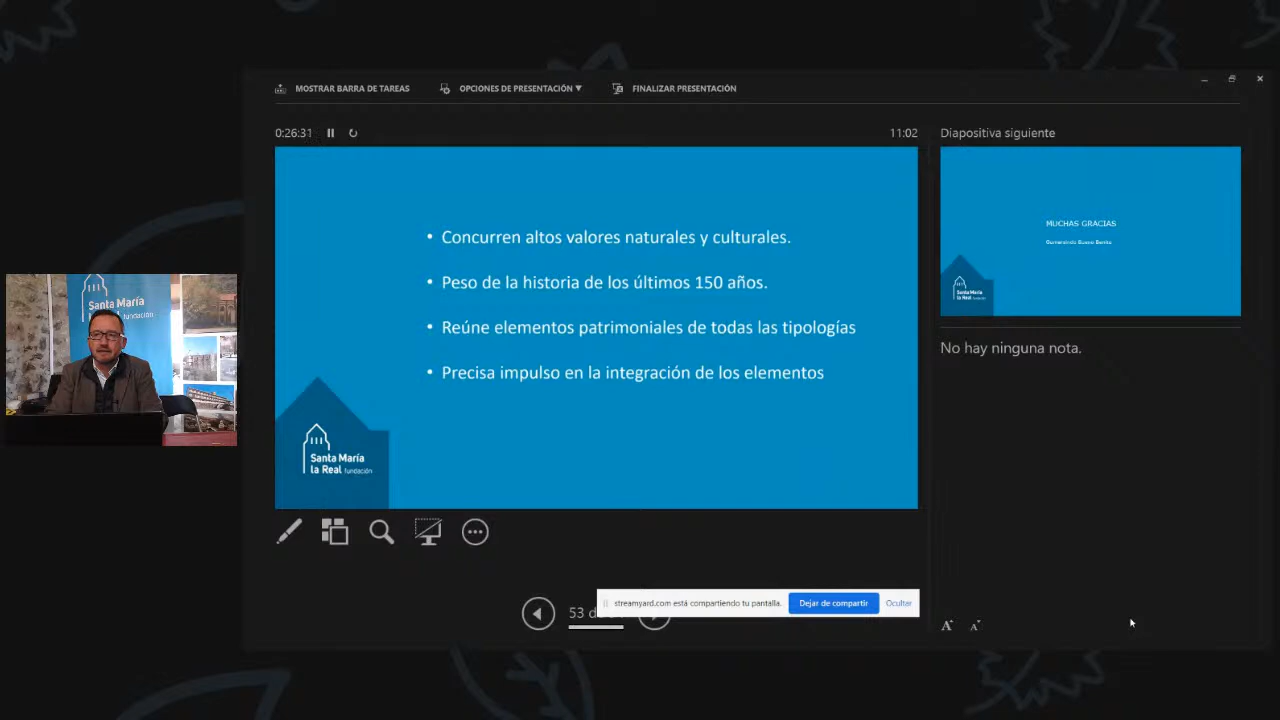 MOSTRAR BARRA DE TAREAS
OPCIONES DE PRESENTACIÓN
FINALIZAR PRESENTACIÓN
0:26:31
11:02
Diapositiva siguiente
• Concurren altos valores naturales y culturales.
• Peso de la historia de los últimos 150 años.
• Reúne elementos patrimoniales de todas las tipologías
• Precisa impulso en la integración de los elementos
Santa María
la Real fundación
MUCHAS GRACIAS
Bueno Benito
No hay ninguna nota.
Santa María
fundación
streamyard.com está compartiendo tu pantalla.
Dejar de compartir
Ocultar
53
A
A